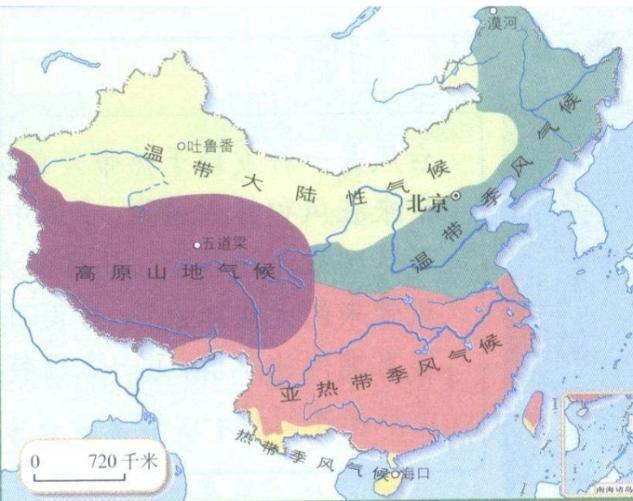 漠河
吐鲁番
温带大陆性气候
北京
温带季风气候
五道梁
高原山地气候
亚热带季风气候
热带季风气候
海口
0 720千米
南海诸岛